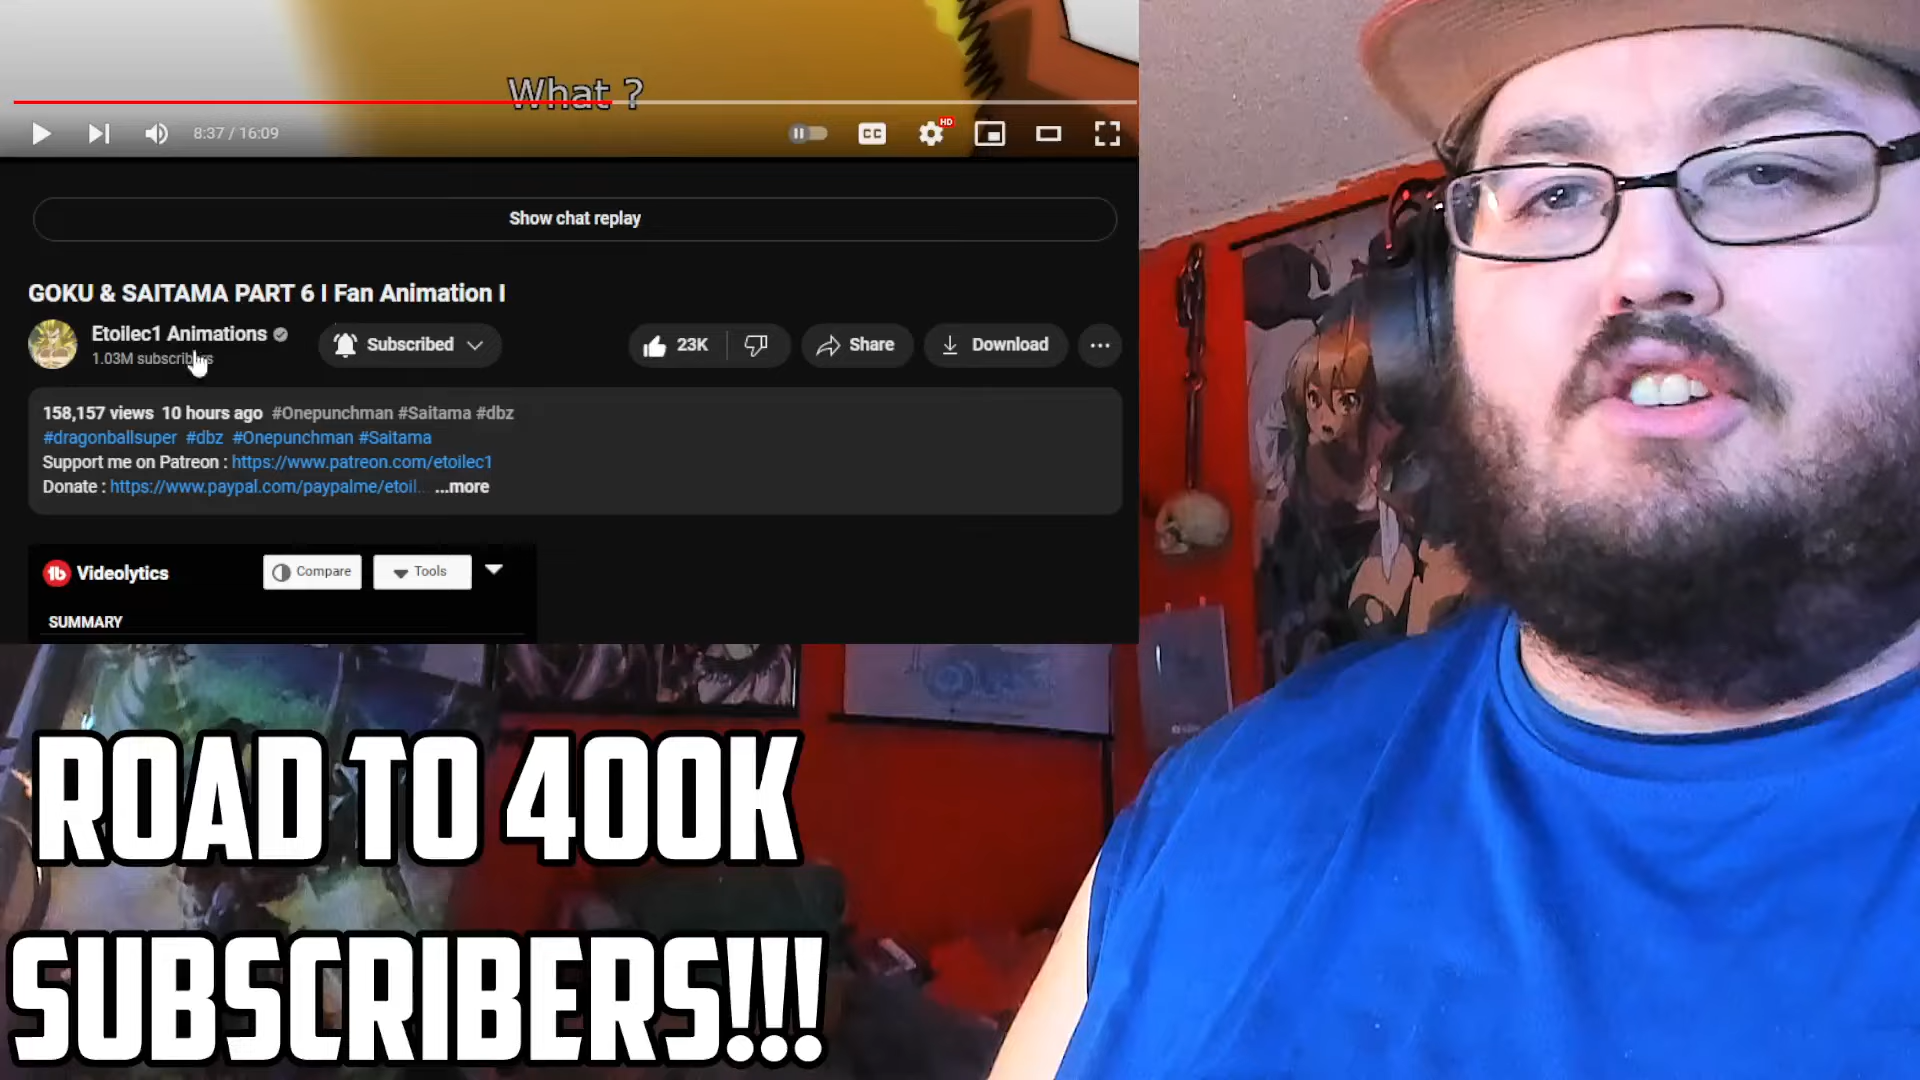 What ?
8:37 / 16:09
CC
HD
Show chat replay
GOKU & SAITAMA PART 6 I Fan Animation I
Etoilec1 Animations
1.03M subscribers
Subscribed
23K
Share
Download
158,157 views 10 hours ago #Onepunchman #Saitama #dbz
#dragonballsuper #dbz #Onepunchman #Saitama
Support me on Patreon : https://www.patreon.com/etoilec1
Donate : https://www.paypal.com/paypalme/etoil... ...more
Videolytics
Compare
Tools
SUMMARY
ROAD TO 400K
SUBSCRIBERS!!!